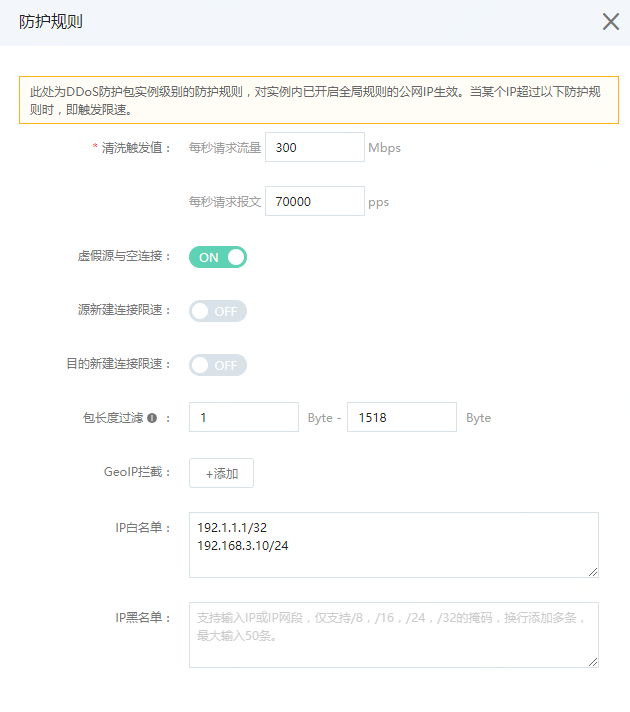 防护规则
此处为DDoS防护包实例级别的防护规则，对实例内已开启全局规则的公网IP生效。当某个IP超过以下防护规
则时，即触发限速。
* 清洗触发值： 每秒请求流量 300 Mbps
每秒请求报文 70000 pps
虚假源与空连接： ON
源新建连接限速： OFF
目的新建连接限速： OFF
包长度过滤 ： 1 Byte - 1518 Byte
GeoIP拦截： +添加
IP白名单： 192.1.1.1/32
192.168.3.10/24
IP黑名单： 支持输入IP或IP网段，仅支持/8，/16，/24，/32的掩码，换行添加多条，
最大输入50条。